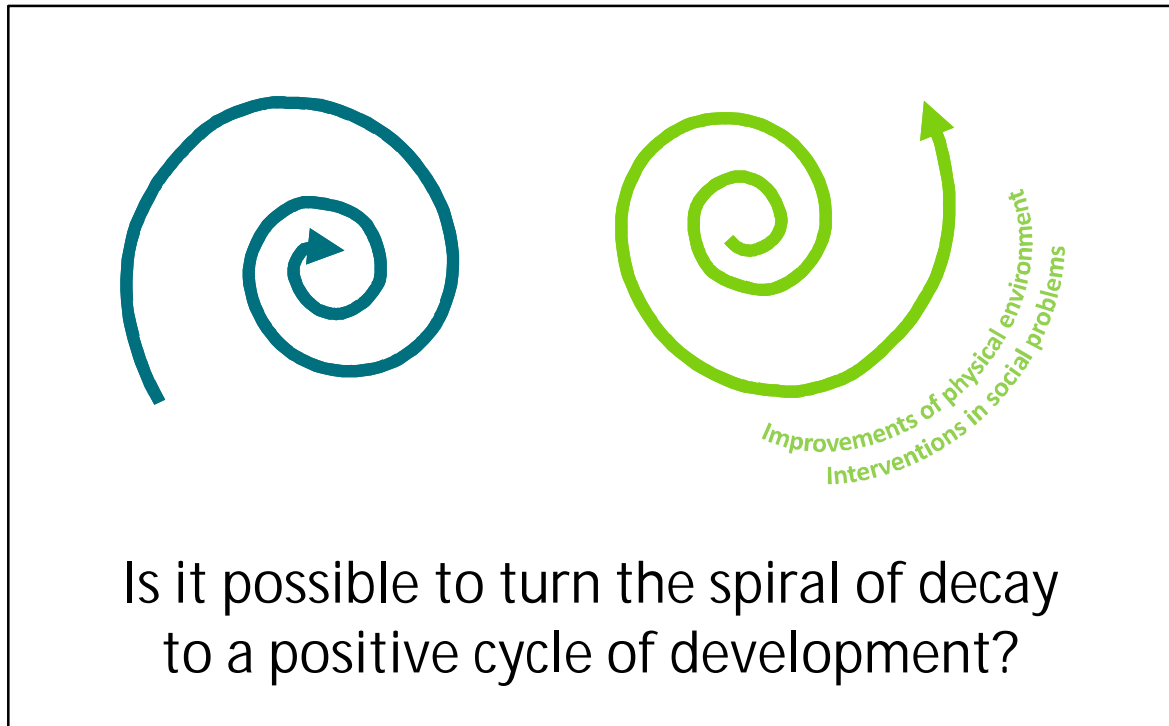 Improvements of physical environment
Interventions in social problems
Is it possible to turn the spiral of decay
to a positive cycle of development?